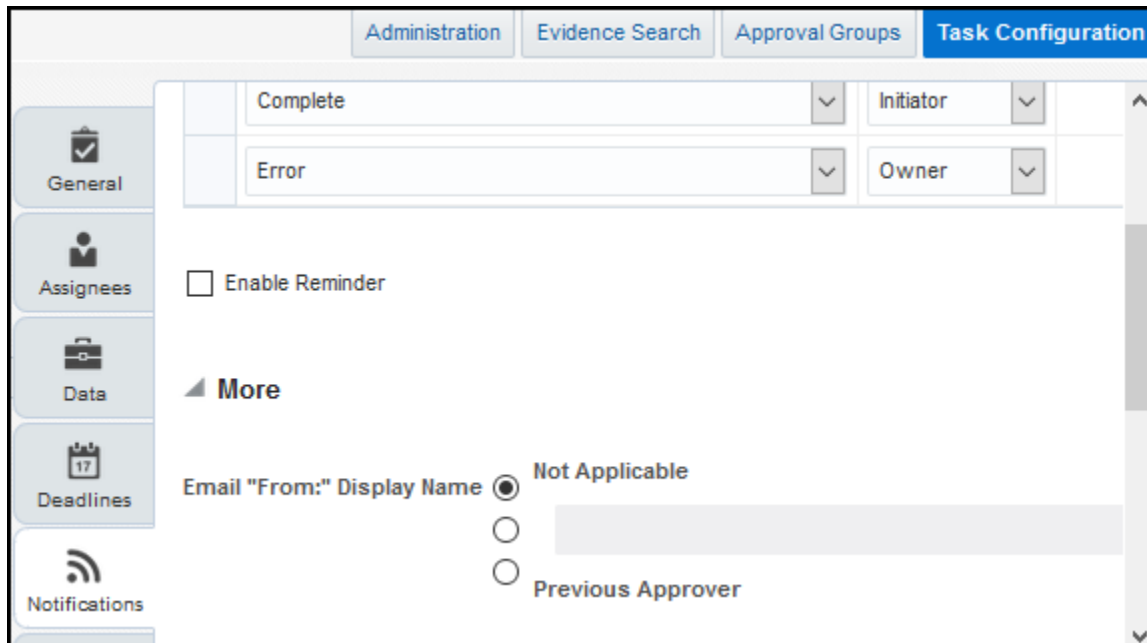 Administration
Evidence Search
Approval Groups
Task Configuration
Complete
Initiator
Error
Owner
General
Assignees
Data
17
Deadlines
Notifications
Enable Reminder
More
Email "From:" Display Name
Not Applicable
Previous Approver